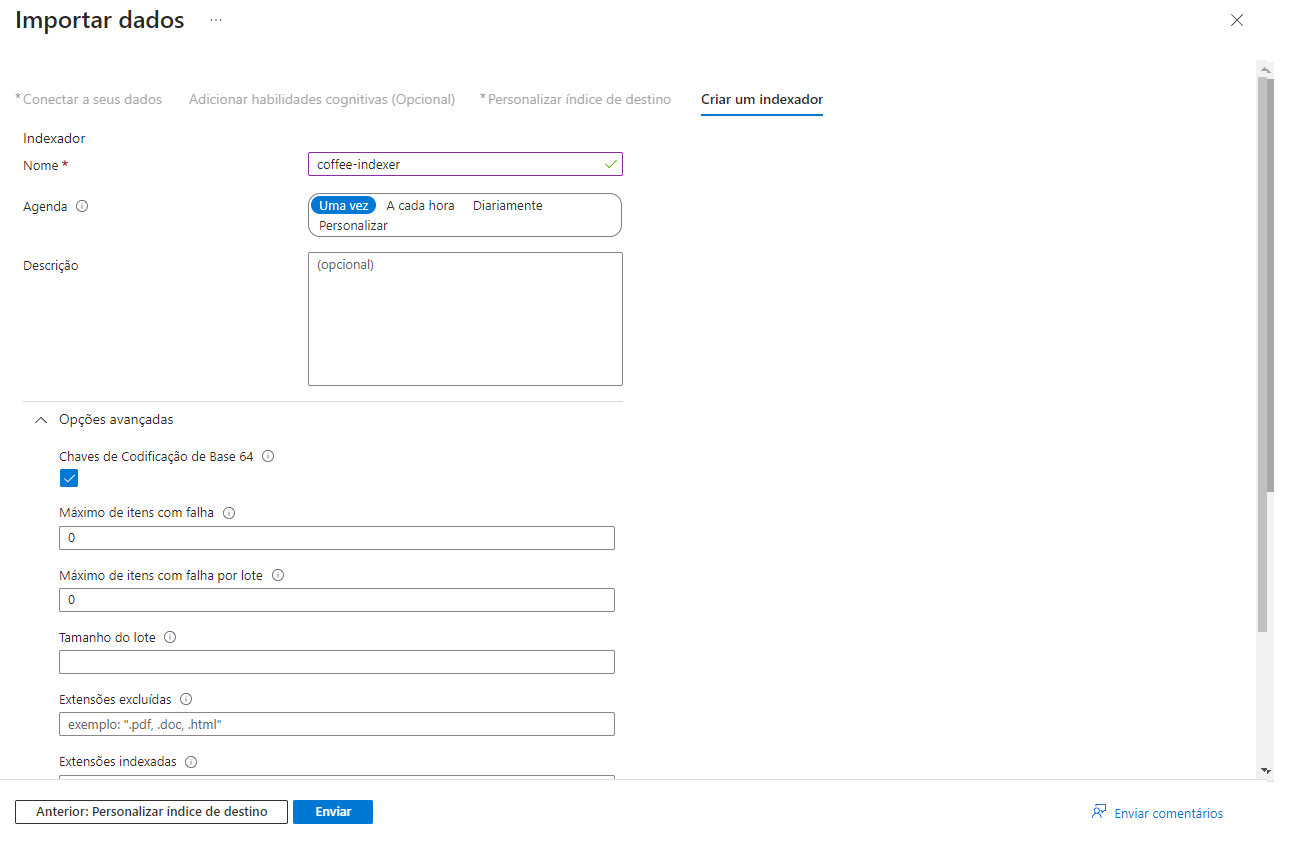 Importar dados ...
* Conectar a seus dados Adicionar habilidades cognitivas (Opcional) * Personalizar índice de destino Criar um indexador
Indexador
Nome * coffee-indexer
Agenda Uma vez A cada hora Diariamente
Personalizar
Descrição (opcional)
Opções avançadas
Chaves de Codificação de Base 64
Máximo de itens com falha
0
Máximo de itens com falha por lote
0
Tamanho do lote
Extensões excluídas
exemplo: ".pdf, .doc, .html"
Extensões indexadas
Anterior: Personalizar índice de destino Enviar Enviar comentários